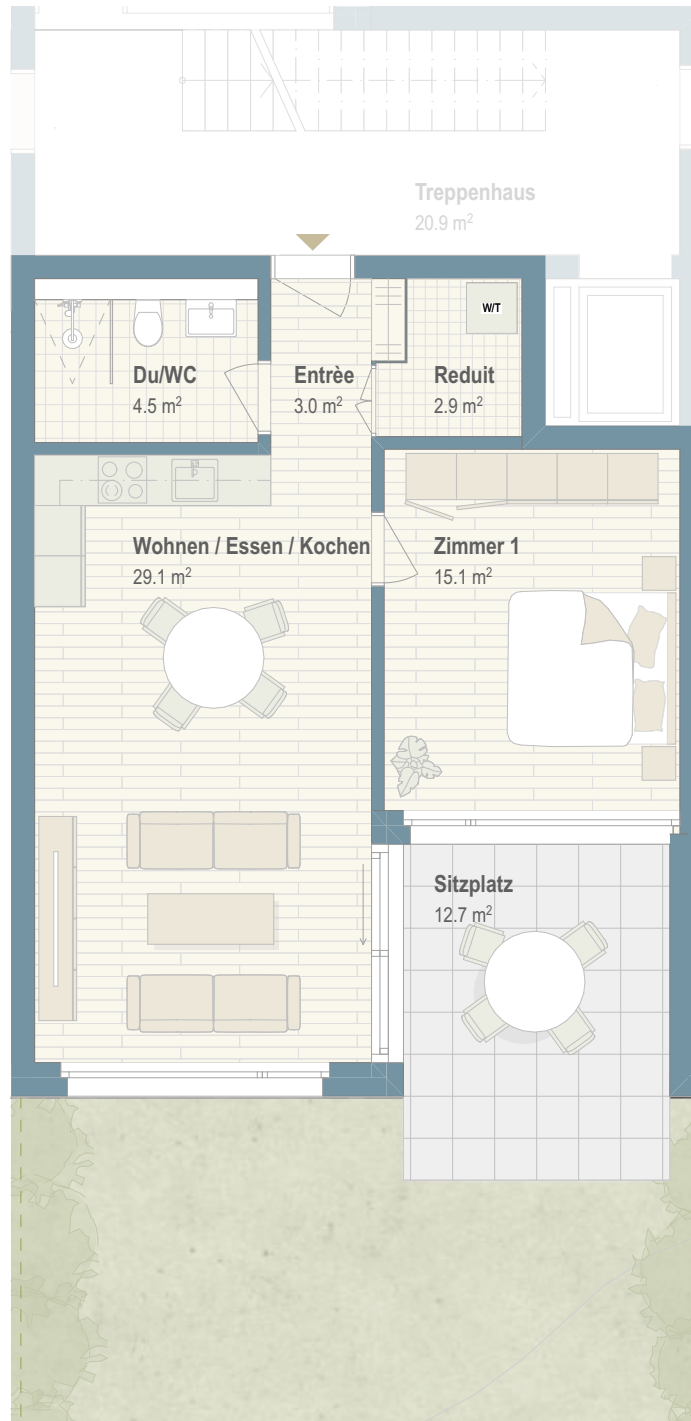 Treppenhaus
20.9 m²
W/T
Du/WC
4.5 m²
Entrèe
3.0 m²
Reduit
2.9 m²
Wohnen / Essen / Kochen
29.1 m²
Zimmer 1
15.1 m²
Sitzplatz
12.7 m²